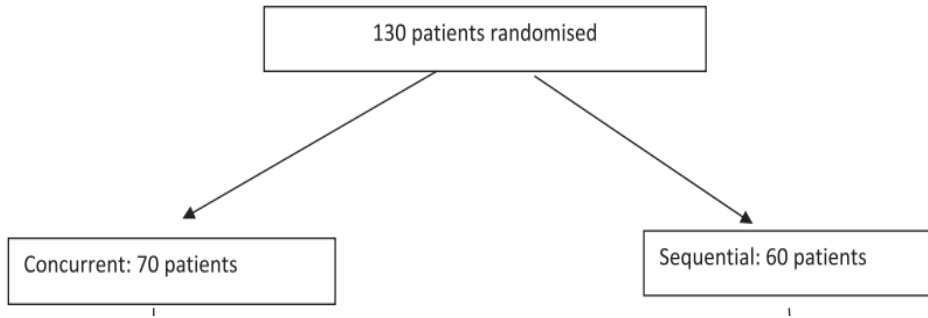 130 patients randomised
Concurrent: 70 patients
Sequential: 60 patients